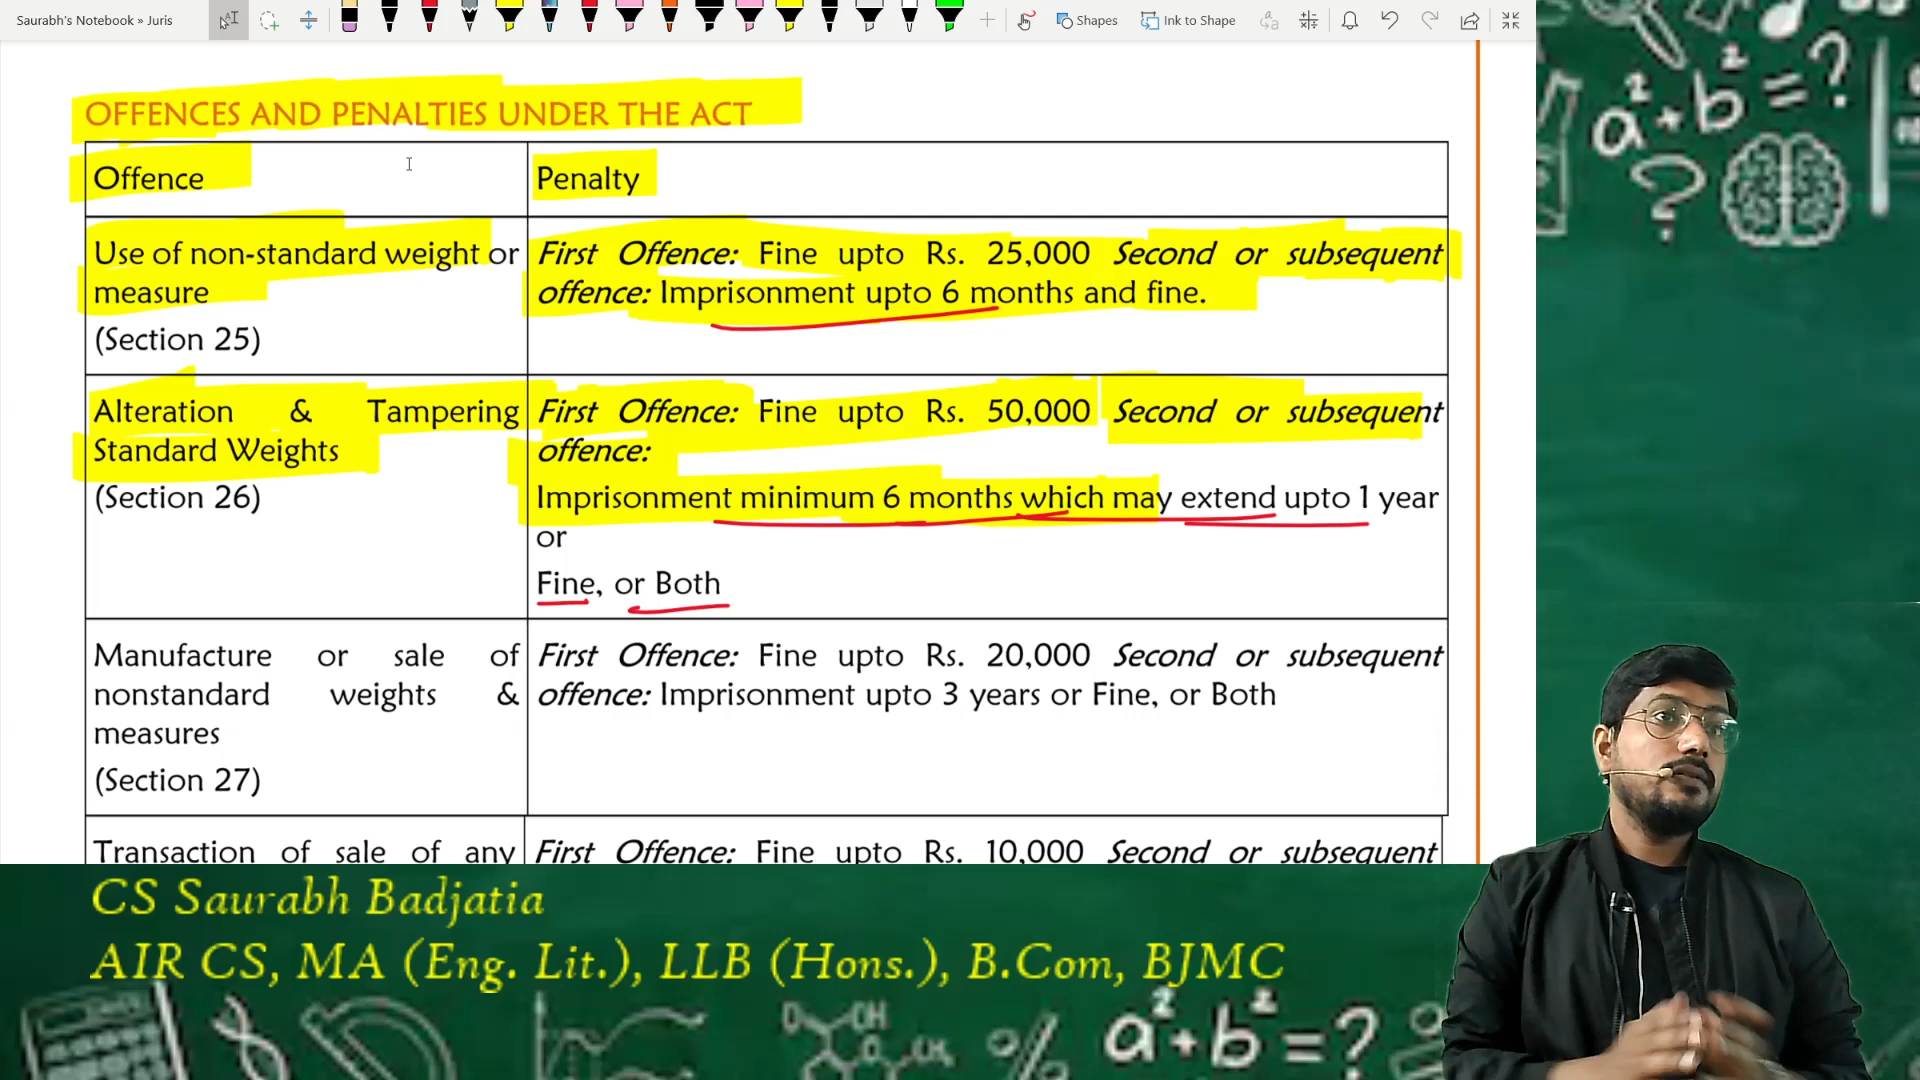 Saurabh's Notebook » Juris
Shapes
Ink to Shape
OFFENCES AND PENALTIES UNDER THE ACT
Offence
Penalty
Use of non-standard weight or
measure
(Section 25)
First Offence: Fine upto Rs. 25,000 Second or subsequent
offence: Imprisonment upto 6 months and fine.
Alteration & Tampering
Standard Weights
(Section 26)
First Offence: Fine upto Rs. 50,000 Second or subsequent
offence:
Imprisonment minimum 6 months which may extend upto 1 year
or
Fine, or Both
Manufacture or sale of
nonstandard weights &
measures
(Section 27)
First Offence: Fine upto Rs. 20,000 Second or subsequent
offence: Imprisonment upto 3 years or Fine, or Both
Transaction of sale of any
First Offence: Fine upto Rs. 10,000 Second or subsequent
CS Saurabh Badjatia
AIR CS, MA (Eng. Lit.), LLB (Hons.), B.Com, BJMC
a²+b²=?
a²+b²=?